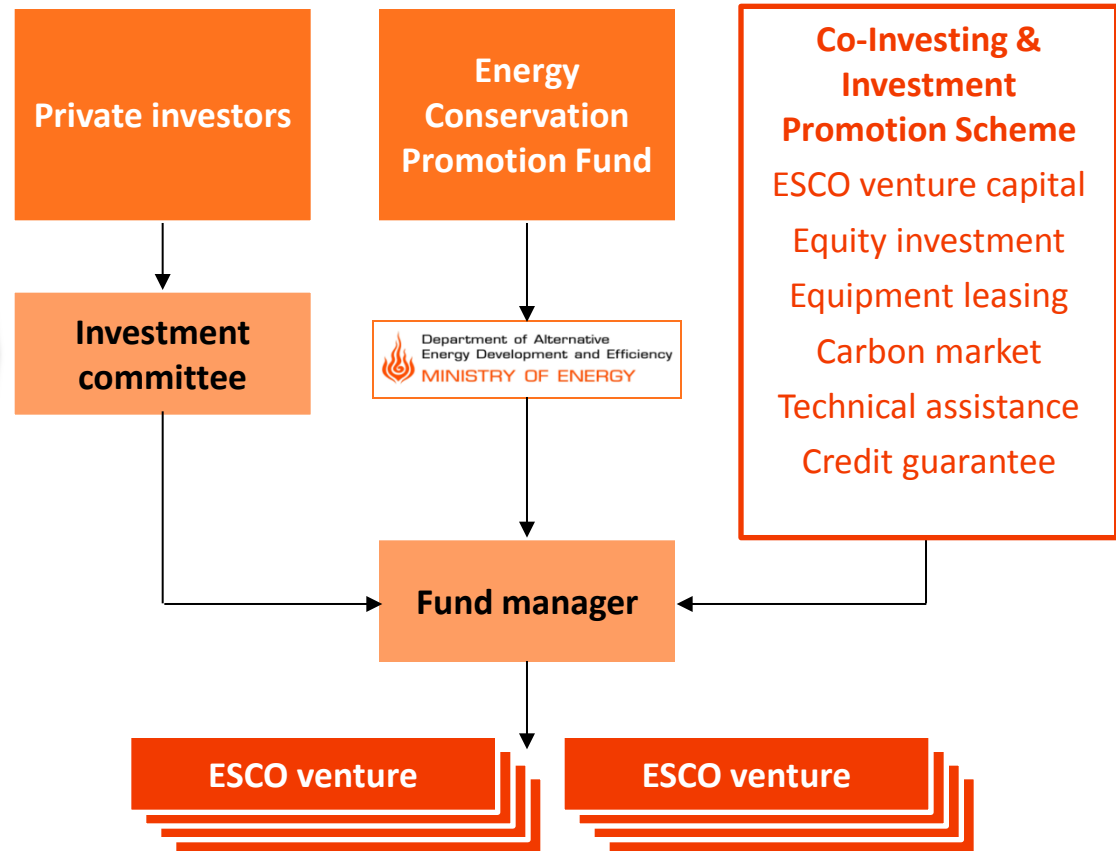 Private investors
Energy
Conservation
Promotion Fund
Co-Investing &
Investment
Promotion Scheme
ESCO venture capital
Equity investment
Equipment leasing
Carbon market
Technical assistance
Credit guarantee
Investment
committee
Department of Alternative
Energy Development and Efficiency
MINISTRY OF ENERGY
Fund manager
ESCO venture
ESCO venture